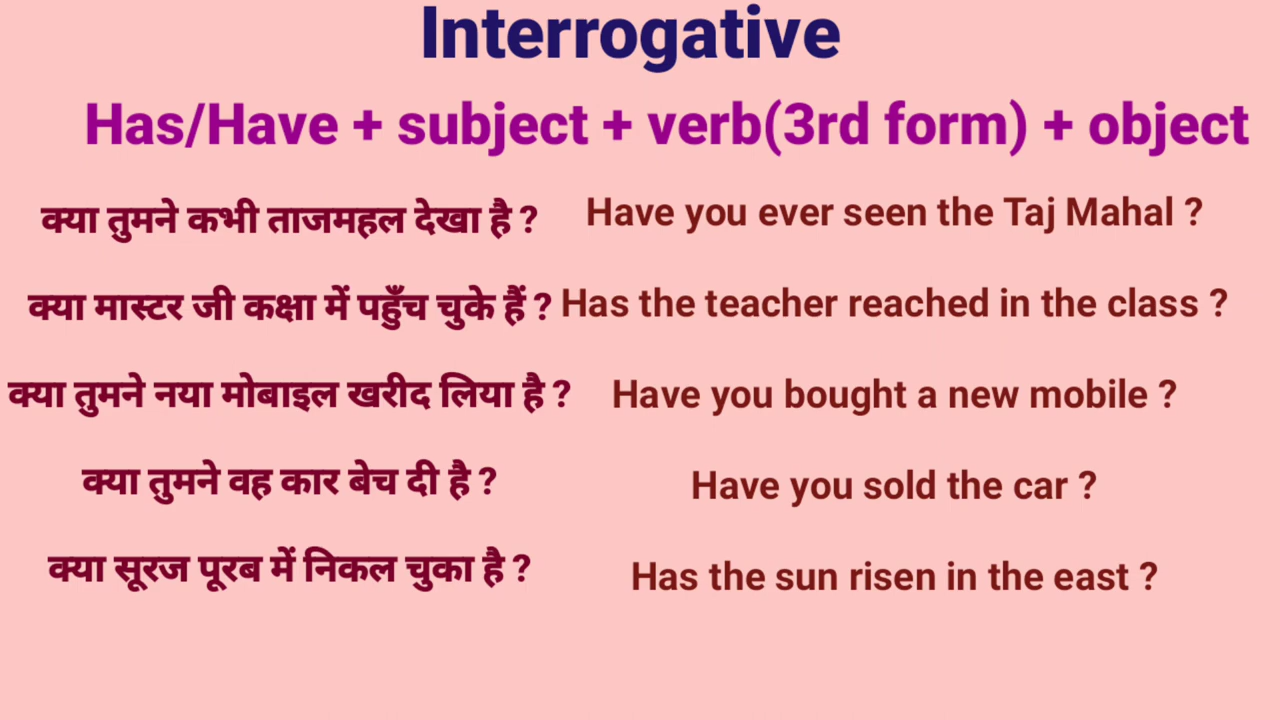 Interrogative
Has/Have + subject + verb(3rd form) + object
क्या तुमने कभी ताजमहल देखा है ? Have you ever seen the Taj Mahal ?
क्या मास्टर जी कक्षा में पहुँच चुके हैं ? Has the teacher reached in the class ?
क्या तुमने नया मोबाइल खरीद लिया है ? Have you bought a new mobile ?
क्या तुमने वह कार बेच दी है ? Have you sold the car ?
क्या सूरज पूरब में निकल चुका है ? Has the sun risen in the east ?